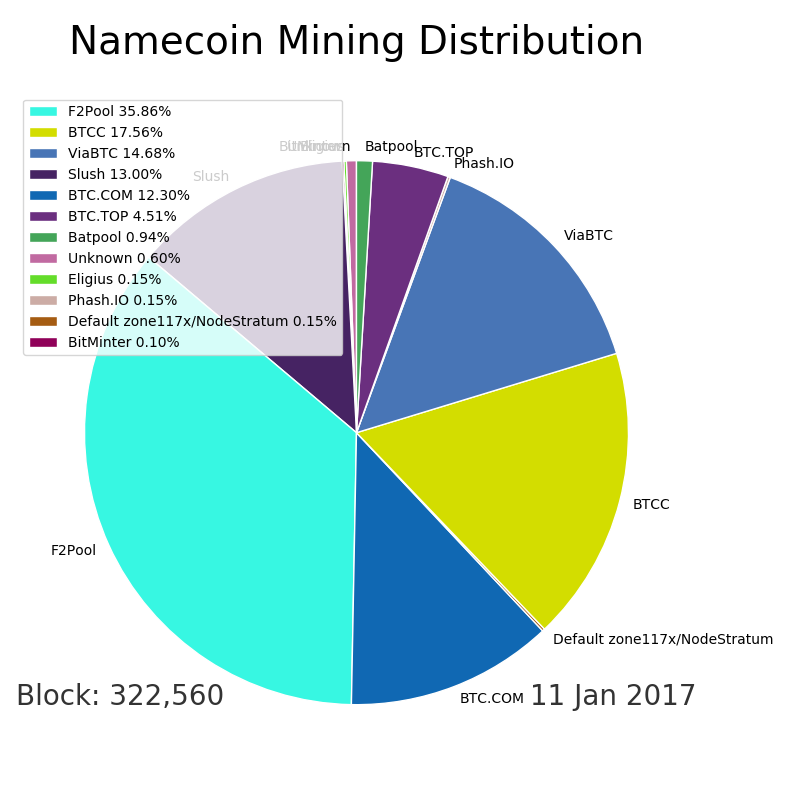 Namecoin Mining Distribution
F2Pool 35.86%
BTCC 17.56%
ViaBTC 14.68%
Slush 13.00%
BTC.COM 12.30%
BTC.TOP 4.51%
Batpool 0.94%
Unknown 0.60%
Eligius 0.15%
Phash.IO 0.15%
Default zone117x/NodeStratum 0.15%
BitMinter 0.10%
Batpool
BTC.TOP
Phash.IO
Slush
ViaBTC
BTCC
F2Pool
Default zone117x/NodeStratum
BTC.COM
Block: 322,560
11 Jan 2017